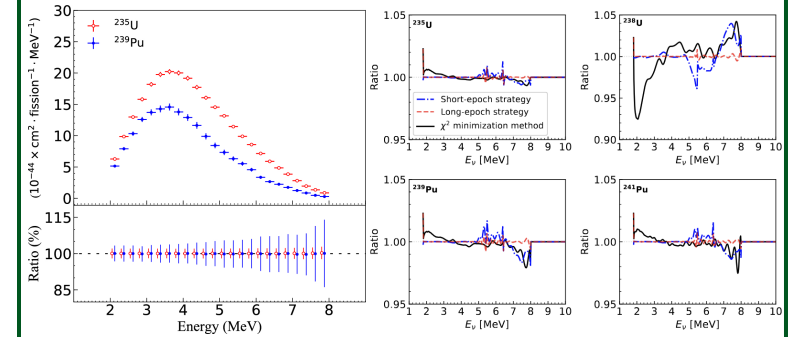 30
25
20
15
10
5
0
(10⁻⁴⁴ × cm² · fission⁻¹ · MeV⁻¹)
²³⁵U
²³⁹Pu
115
100
85
Ratio (%)
2 3 4 5 6 7 8
Energy (MeV)
1.05
1.00
0.95
Ratio
²³⁵U
Short-epoch strategy
Long-epoch strategy
χ² minimization method
1 2 3 4 5 6 7 8 9 10
Eν [MeV]
1.05
1.00
0.95
0.90
Ratio
²³⁸U
1 2 3 4 5 6 7 8 9 10
Eν [MeV]
1.05
1.00
0.95
Ratio
²³⁹Pu
1 2 3 4 5 6 7 8 9 10
Eν [MeV]
1.05
1.00
0.95
Ratio
²⁴¹Pu
1 2 3 4 5 6 7 8 9 10
Eν [MeV]